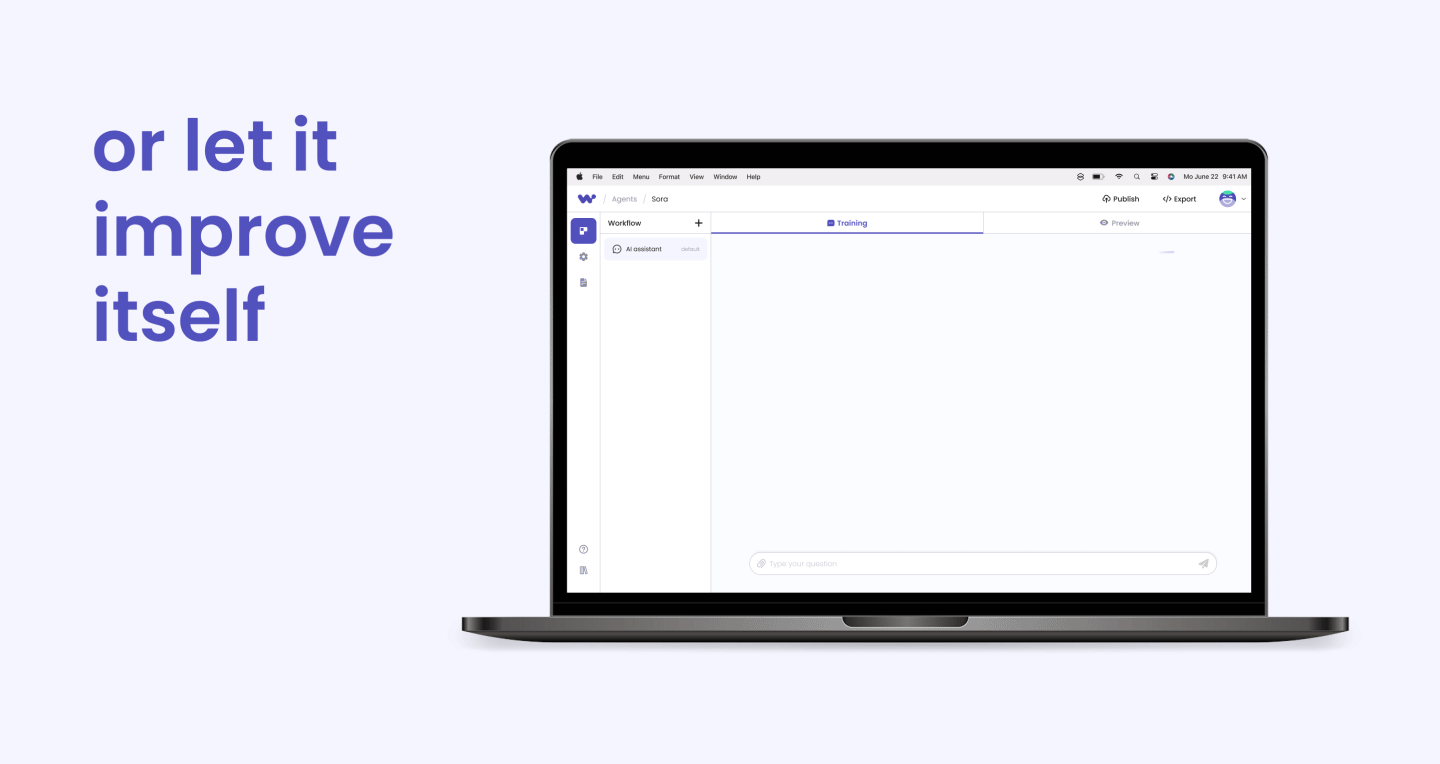 or let it
improve
itself
File Edit Menu Format View Window Help
Mo June 22 9:41 AM
/ Agents / Sora
Publish
</> Export
Workflow
Training
Preview
AI assistant default
Type your question